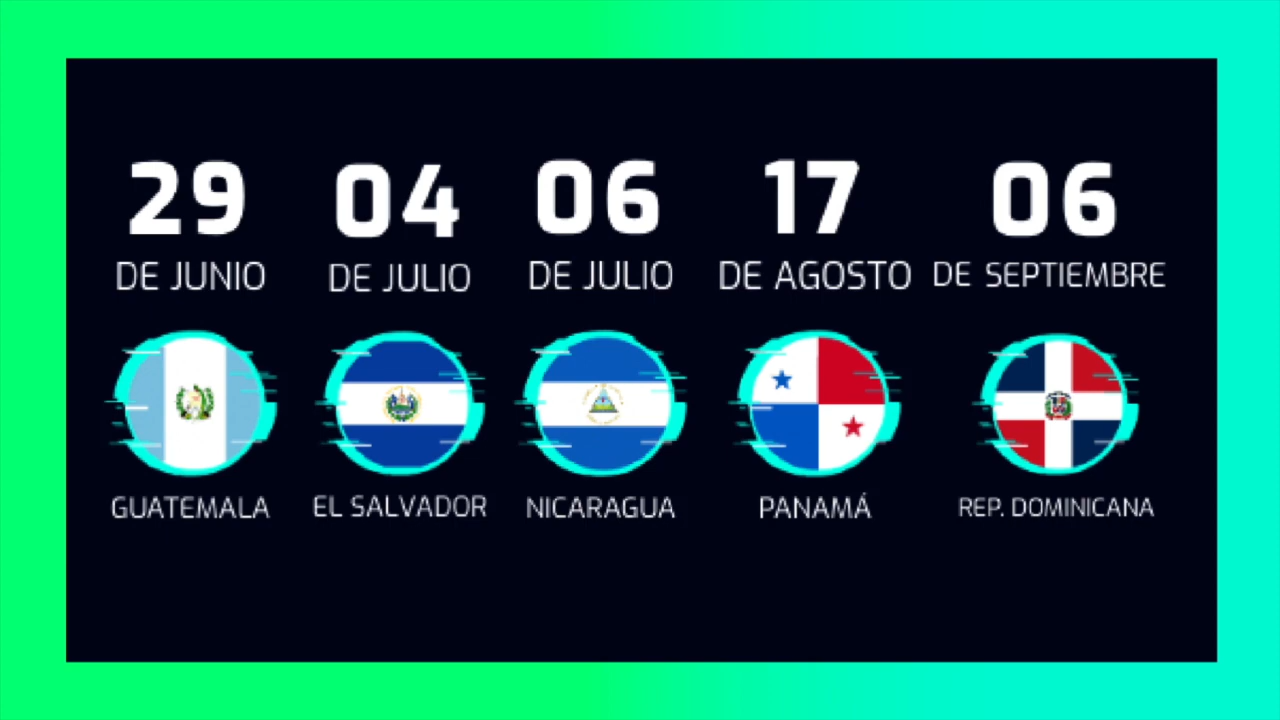 29
DE JUNIO
GUATEMALA
04
DE JULIO
EL SALVADOR
06
DE JULIO
NICARAGUA
17
DE AGOSTO
PANAMÁ
06
DE SEPTIEMBRE
REP. DOMINICANA